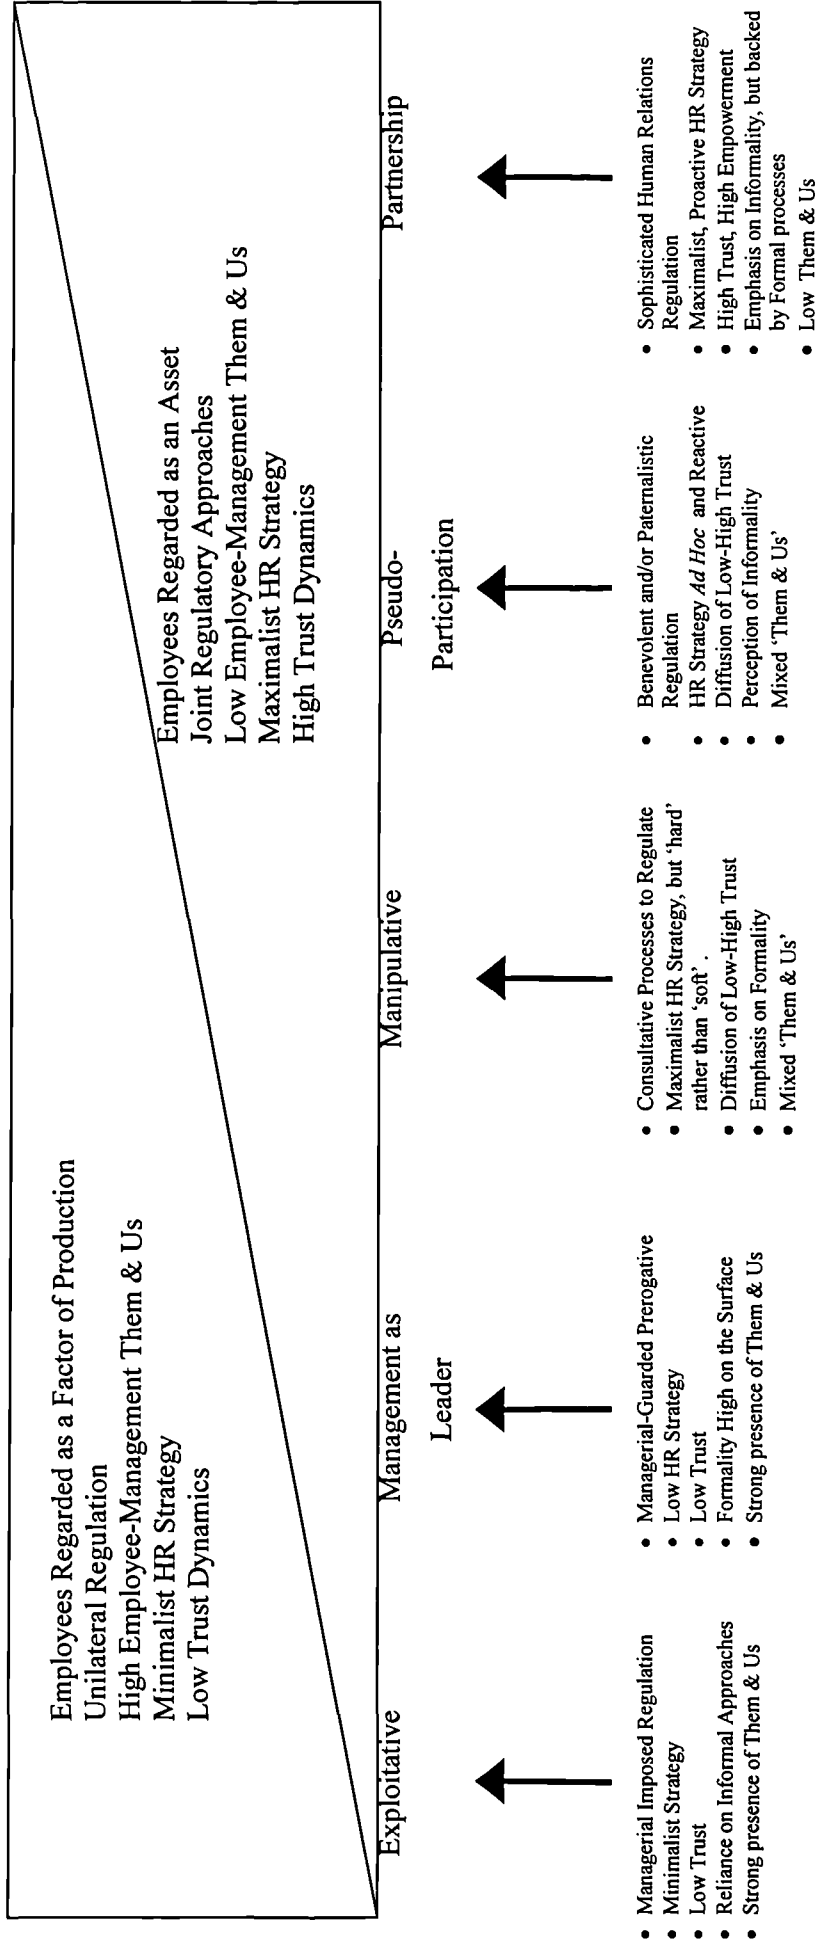 Employees Regarded as a Factor of Production
Unilateral Regulation
High Employee-Management Them & Us
Minimalist HR Strategy
Low Trust Dynamics
Employees Regarded as an Asset
Joint Regulatory Approaches
Low Employee-Management Them & Us
Maximalist HR Strategy
High Trust Dynamics
Exploitative
Management as
Leader
Manipulative
Pseudo-
Participation
Partnership
• Managerial Imposed Regulation
• Minimalist Strategy
• Low Trust
• Reliance on Informal Approaches
• Strong presence of Them & Us
• Managerial-Guarded Prerogative
• Low HR Strategy
• Low Trust
• Formality High on the Surface
• Strong presence of Them & Us
• Consultative Processes to Regulate
• Maximalist HR Strategy, but ‘hard’
rather than ‘soft’ .
• Diffusion of Low-High Trust
• Emphasis on Formality
• Mixed ‘Them & Us’
• Benevolent and/or Paternalistic
Regulation
• HR Strategy Ad Hoc and Reactive
• Diffusion of Low-High Trust
• Perception of Informality
• Mixed ‘Them & Us’
• Sophisticated Human Relations
Regulation
• Maximalist, Proactive HR Strategy
• High Trust, High Empowerment
• Emphasis on Informality, but backed
by Formal processes
• Low Them & Us